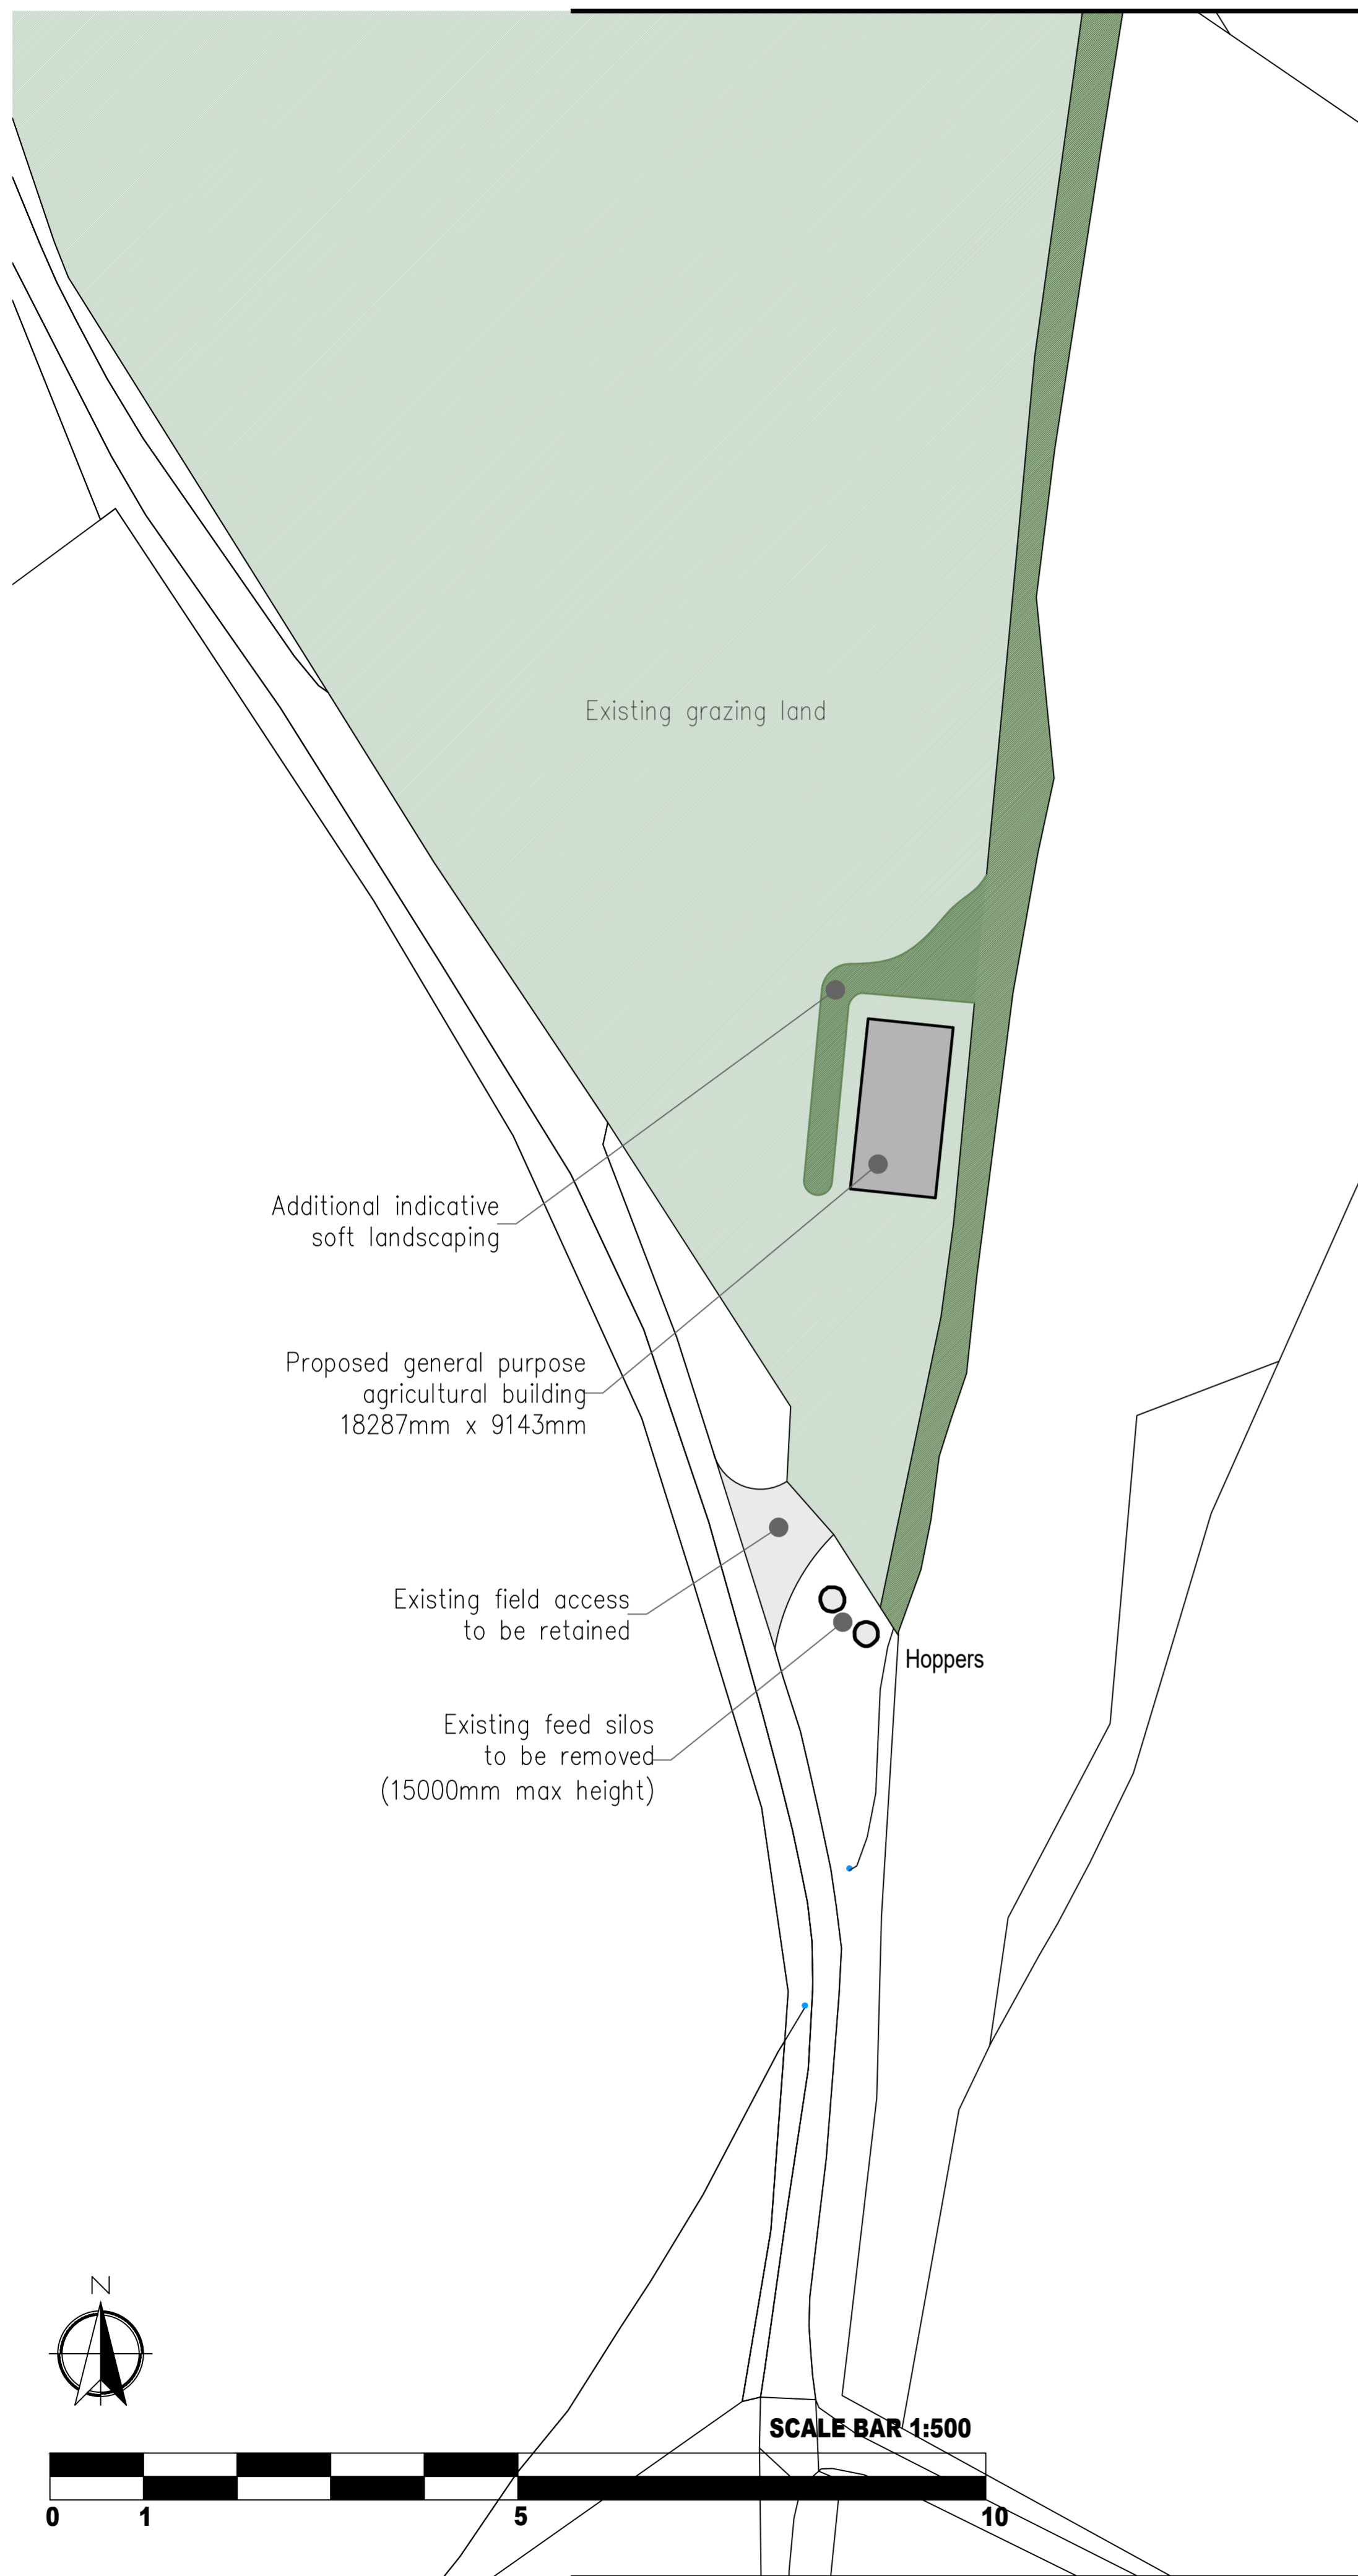 Existing grazing land
Additional indicative
soft landscaping
Proposed general purpose
agricultural building
18287mm x 9143mm
Existing field access
to be retained
Hoppers
Existing feed silos
to be removed
(15000mm max height)
N
SCALE BAR 1:500
0 1 5 10